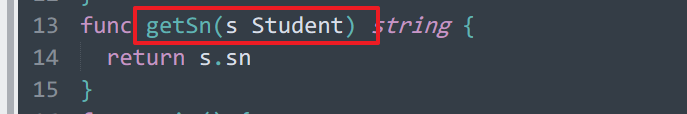 13 func getSn(s Student) string {
14 return s.sn
15 }